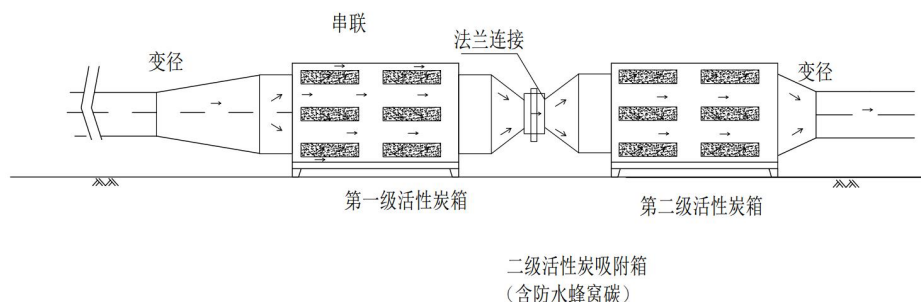 串联
法兰连接
变径
变径
第一级活性炭箱
第二级活性炭箱
二级活性炭吸附箱
（含防水蜂窝碳）